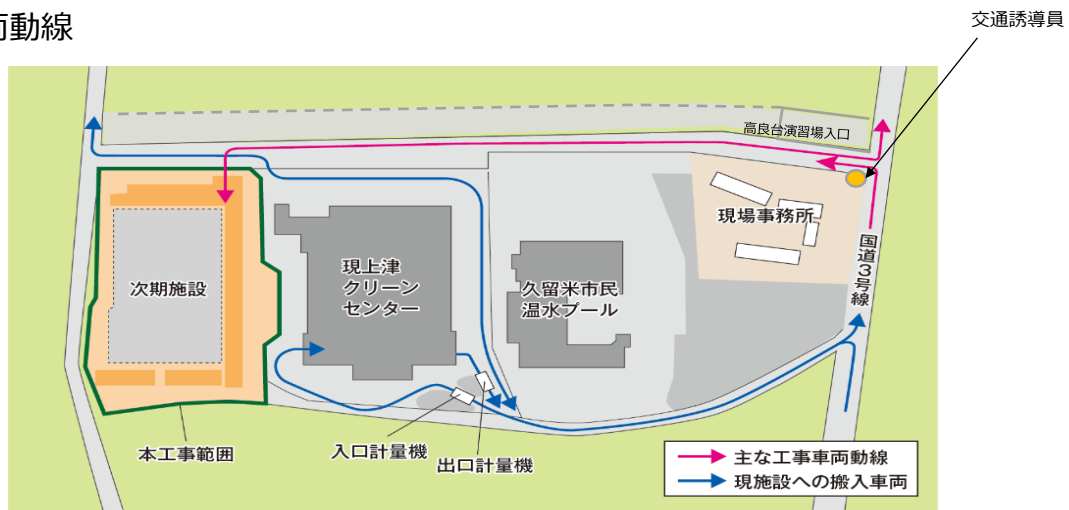 両動線
交通誘導員
高良台演習場入口
現場事務所
国道3号線
次期施設
現上津
クリーン
センター
久留米市民
温水プール
本工事範囲
入口計量機
出口計量機
主な工事車両動線
現施設への搬入車両